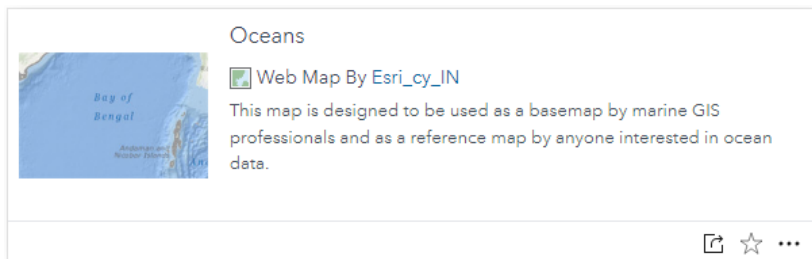 Oceans
Web Map By Esri_cy_IN
This map is designed to be used as a basemap by marine GIS
professionals and as a reference map by anyone interested in ocean
data.
Bay of
Bengal
Andaman and
Nicobar Islands
An